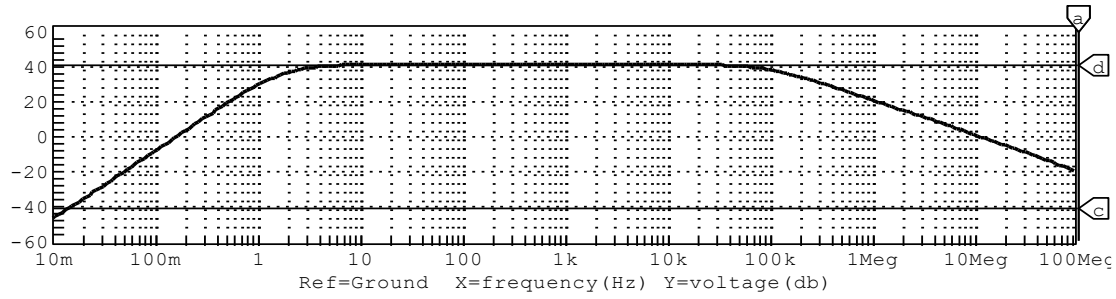 a
60
40
d
20
0
-20
-40
c
-60
10m 100m 1 10 100 1k 10k 100k 1Meg 10Meg 100Meg
Ref=Ground X=frequency(Hz) Y=voltage(db)